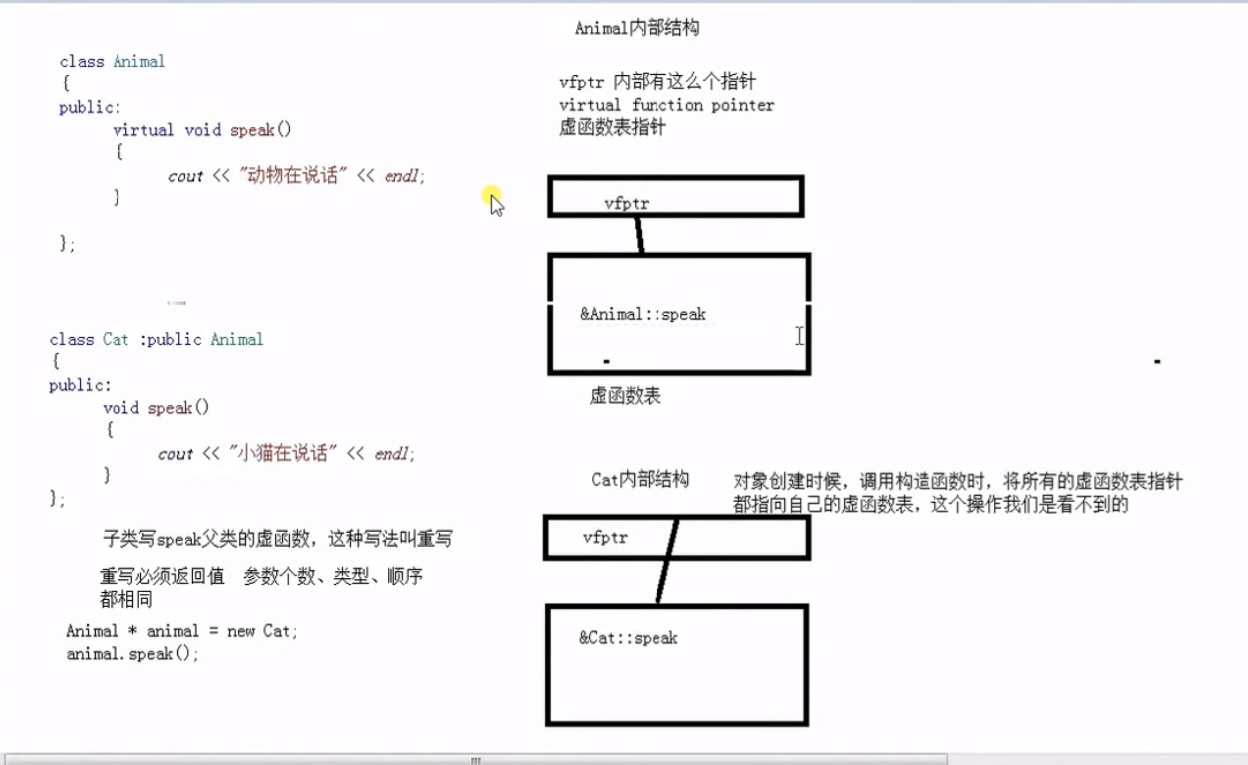 class Animal
{
public:
virtual void speak()
{
cout << "动物在说话" << endl;
}
};
class Cat :public Animal
{
public:
void speak()
{
cout << "小猫在说话" << endl;
}
};
子类写speak父类的虚函数，这种写法叫重写
重写必须返回值 参数个数、类型、顺序
都相同
Animal * animal = new Cat;
animal.speak();
Animal内部结构
vfptr 内部有这么个指针
virtual function pointer
虚函数表指针
vfptr
&Animal::speak
虚函数表
Cat内部结构
对象创建时候，调用构造函数时，将所有的虚函数表指针
都指向自己的虚函数表，这个操作我们是看不到的
vfptr
&Cat::speak